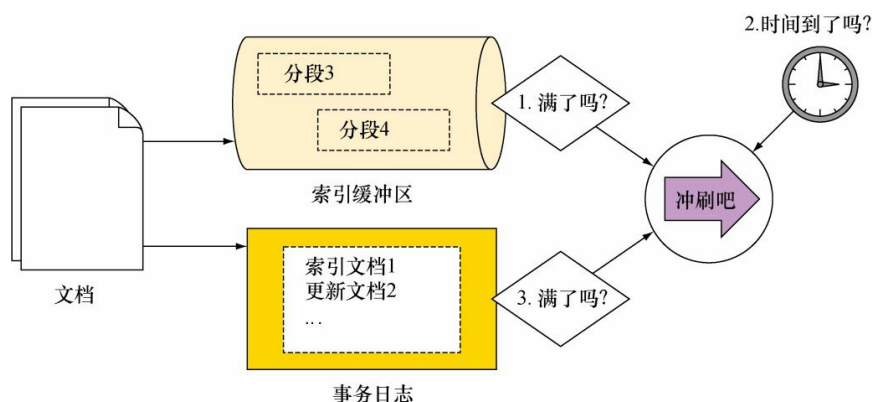 2.时间到了吗?
分段3
1. 满了吗?
分段4
冲刷吧
索引缓冲区
文档
索引文档1
更新文档2
...
3. 满了吗?
事务日志